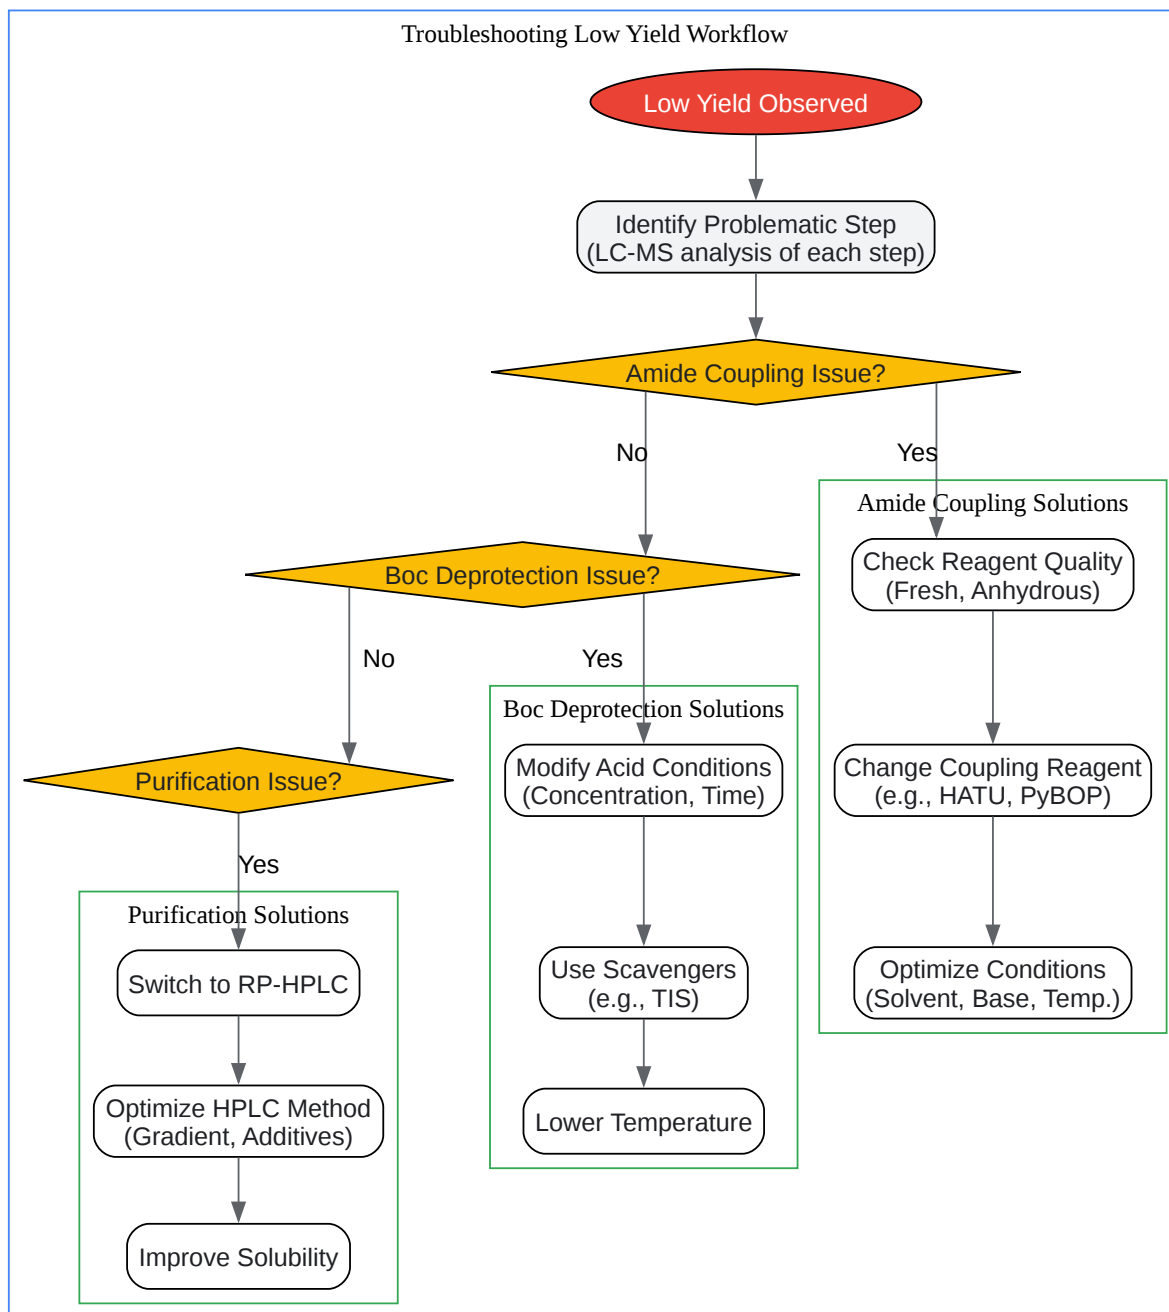 Troubleshooting Low Yield Workflow
Low Yield Observed
Identify Problematic Step
(LC-MS analysis of each step)
Amide Coupling Issue?
No
Yes
Amide Coupling Solutions
Check Reagent Quality
(Fresh, Anhydrous)
Change Coupling Reagent
(e.g., HATU, PyBOP)
Optimize Conditions
(Solvent, Base, Temp.)
Boc Deprotection Issue?
No
Yes
Boc Deprotection Solutions
Modify Acid Conditions
(Concentration, Time)
Use Scavengers
(e.g., TIS)
Lower Temperature
Purification Issue?
Yes
Purification Solutions
Switch to RP-HPLC
Optimize HPLC Method
(Gradient, Additives)
Improve Solubility